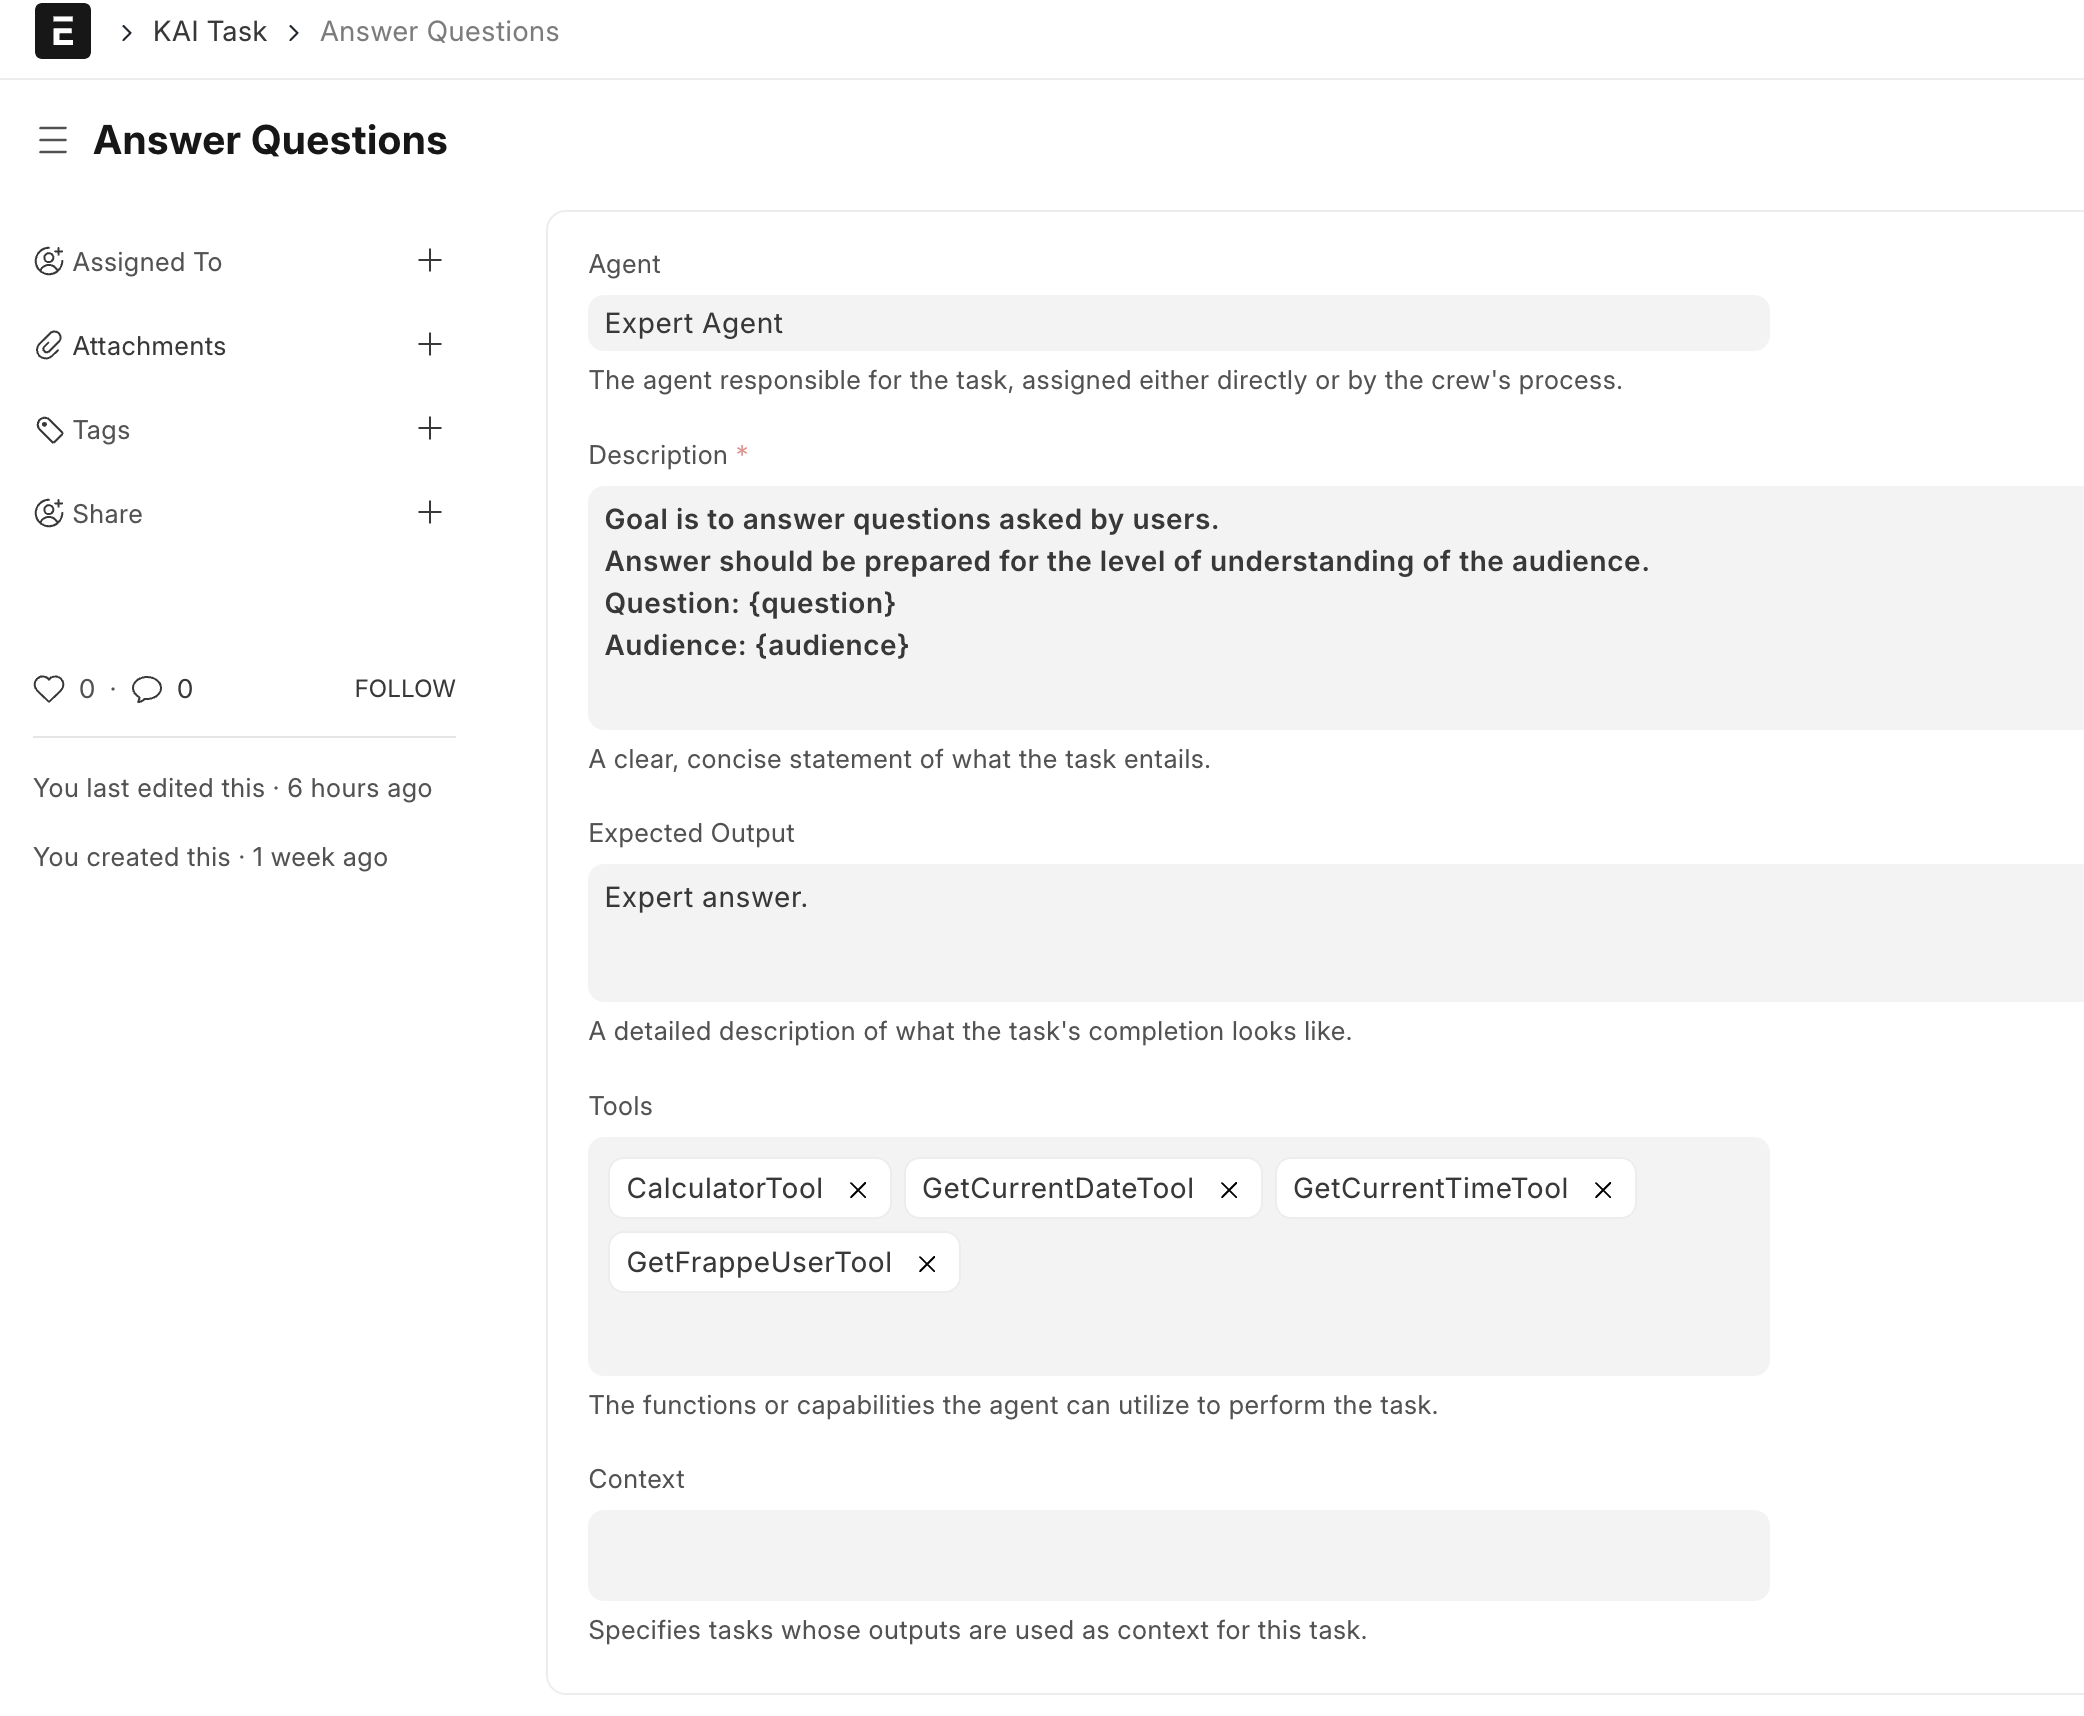 E
KAI Task
Answer Questions
Answer Questions
Assigned To
Attachments
Tags
Share
0 · 0
FOLLOW
You last edited this · 6 hours ago
You created this · 1 week ago
Agent
Expert Agent
The agent responsible for the task, assigned either directly or by the crew's process.
Description *
Goal is to answer questions asked by users.
Answer should be prepared for the level of understanding of the audience.
Question: {question}
Audience: {audience}
A clear, concise statement of what the task entails.
Expected Output
Expert answer.
A detailed description of what the task's completion looks like.
Tools
CalculatorTool
GetCurrentDateTool
GetCurrentTimeTool
GetFrappeUserTool
The functions or capabilities the agent can utilize to perform the task.
Context
Specifies tasks whose outputs are used as context for this task.